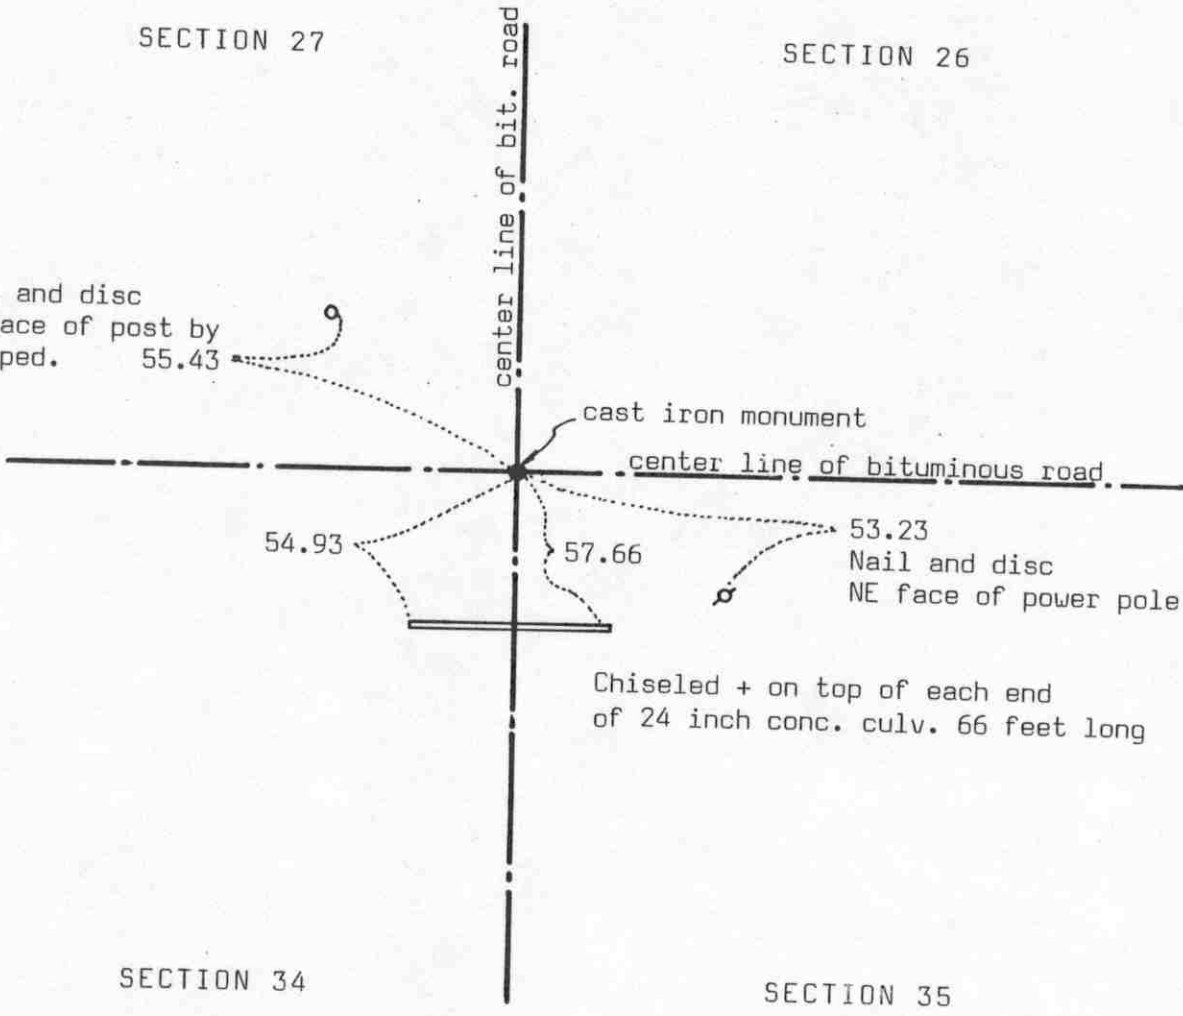 SECTION 27
SECTION 26
center line of bit. road
and disc
ace of post by
ped. 55.43
cast iron monument
center line of bituminous road
54.93
57.66
53.23
Nail and disc
NE face of power pole
Chiseled + on top of each end
of 24 inch conc. culv. 66 feet long
SECTION 34
SECTION 35